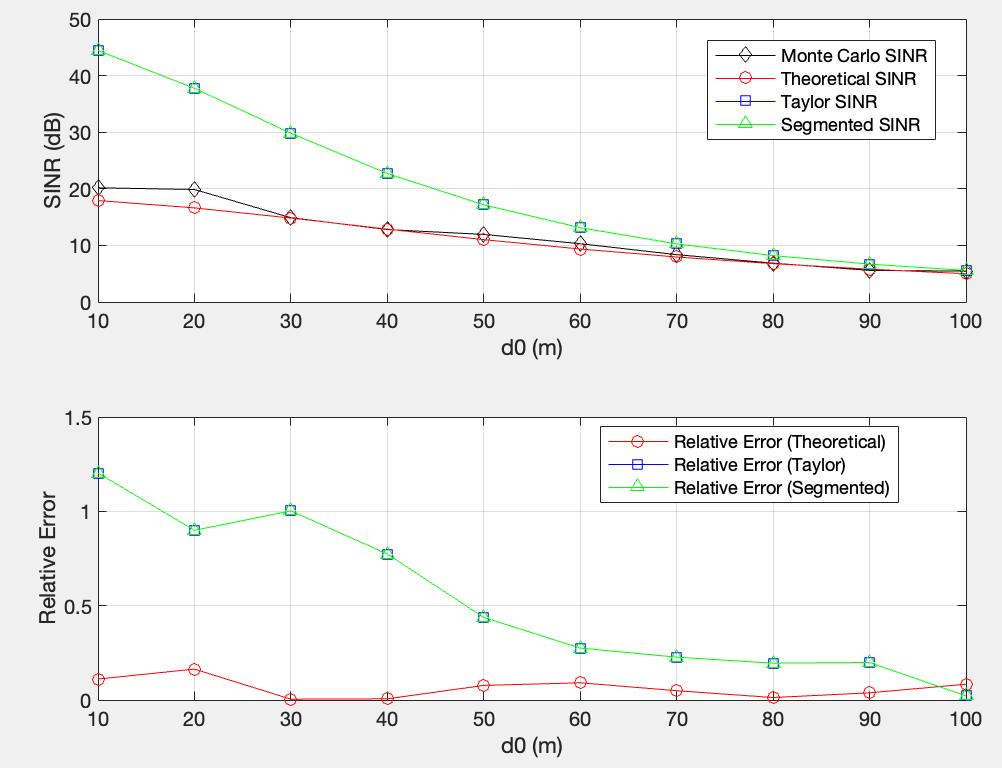 50
40
30
20
10
0
SINR (dB)
Monte Carlo SINR
Theoretical SINR
Taylor SINR
Segmented SINR
10 20 30 40 50 60 70 80 90 100
d0 (m)
1.5
1
0.5
0
Relative Error
Relative Error (Theoretical)
Relative Error (Taylor)
Relative Error (Segmented)
10 20 30 40 50 60 70 80 90 100
d0 (m)